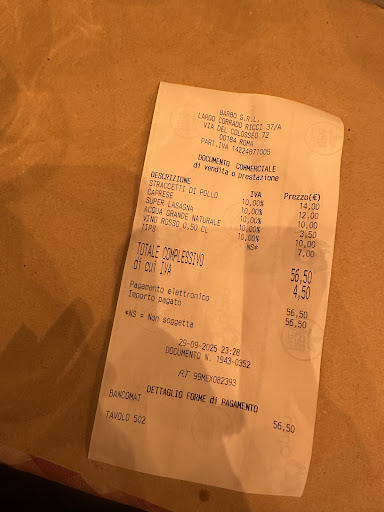 BARBO S.R.L.
LARGO CORRADO RICCI 37/A
VIA DEL COLOSSEO 72
00184 ROMA
PART.IVA 14224871005
DOCUMENTO COMMERCIALE
di vendita o prestazione
DESCRIZIONE IVA Prezzo(€)
STRACCETTI DI POLLO 10,00% 14,00
CAPRESE 10,00% 12,00
SUPER LASAGNA 10,00% 10,00
ACQUA GRANDE NATURALE 10,00% 3,50
VINO ROSSO 0,50 CL 10,00% 10,00
TIPS NS* 7,00
TOTALE COMPLESSIVO 56,50
di cui IVA 4,50
Pagamento elettronico 56,50
Importo pagato 56,50
*NS = Non soggetta
29-09-2025 23:28
DOCUMENTO N. 1943-0352
RT 99MEX082393
DETTAGLIO FORME di PAGAMENTO
BANCOMAT 56,50
TAVOLO 502